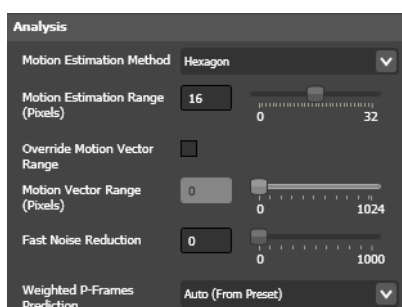 Analysis
Motion Estimation Method Hexagon
Motion Estimation Range
(Pixels)
16
0 32
Override Motion Vector
Range
Motion Vector Range
(Pixels)
0
0 1024
Fast Noise Reduction 0
0 1000
Weighted P-Frames
Prediction
Auto (From Preset)